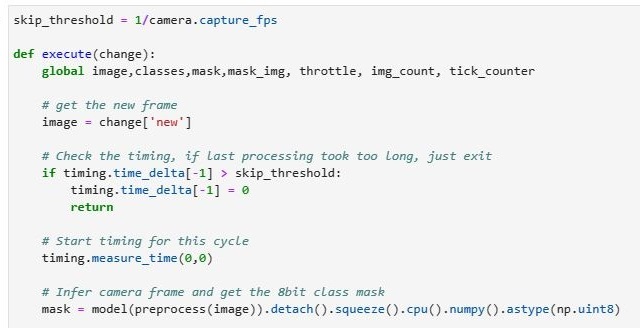 skip_threshold = 1/camera.capture_fps
def execute(change):
global image,classes,mask,mask_img, throttle, img_count, tick_counter
# get the new frame
image = change['new']
# Check the timing, if last processing took too long, just exit
if timing.time_delta[-1] > skip_threshold:
timing.time_delta[-1] = 0
return
# Start timing for this cycle
timing.measure_time(0,0)
# Infer camera frame and get the 8bit class mask
mask = model(preprocess(image)).detach().squeeze().cpu().numpy().astype(np.uint8)